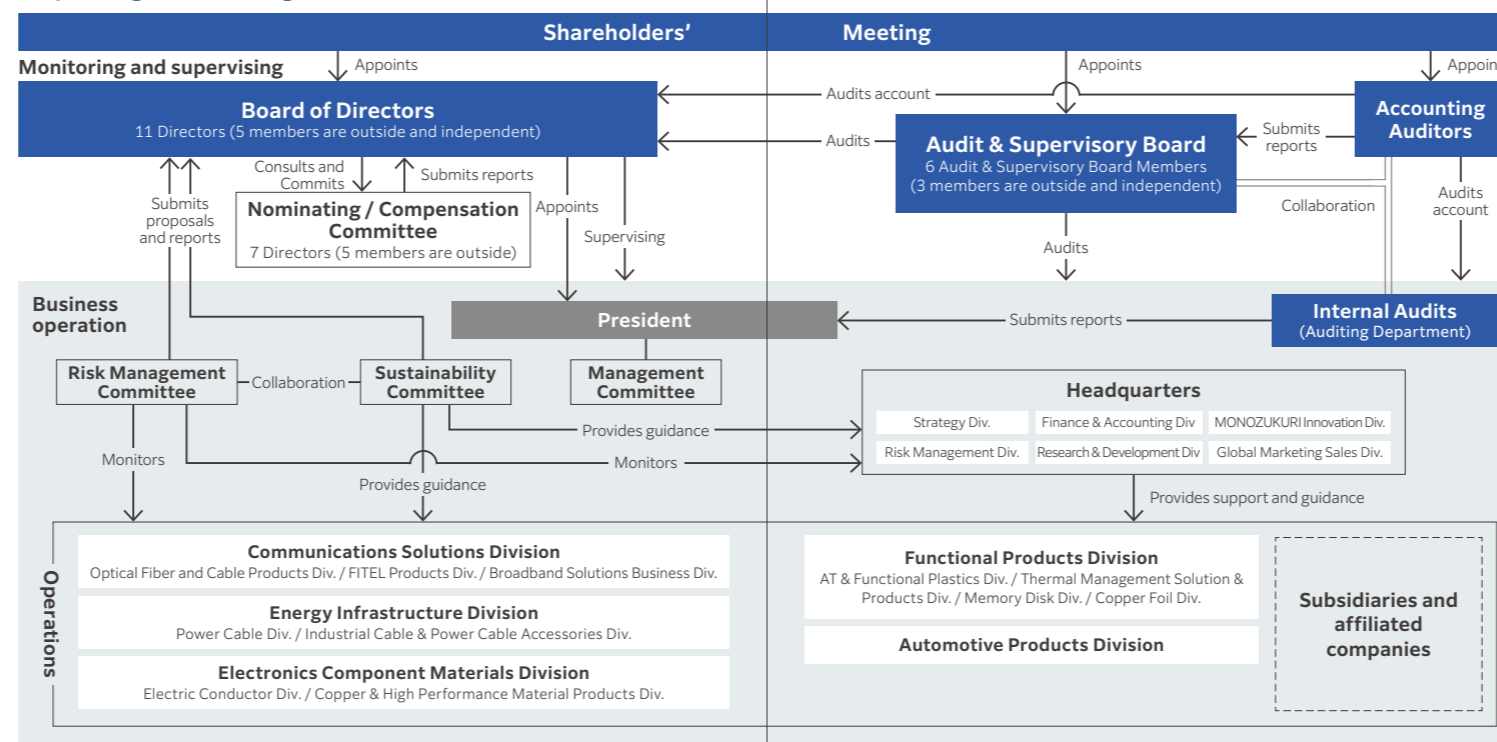 Shareholders’ Meeting
Monitoring and supervising
Appoints
Appoints
Board of Directors
11 Directors (5 members are outside and independent)
Audits account
Accounting
Auditors
Audits
Audit & Supervisory Board
6 Audit & Supervisory Board Members
(3 members are outside and independent)
Submits
reports
Consults and
Commits
Submits reports
Submits
proposals
and reports
Nominating / Compensation
Committee
7 Directors (5 members are outside)
Appoints
Supervising
Collaboration
Audits
account
Audits
Business
operation
President
Submits reports
Internal Audits
(Auditing Department)
Risk Management
Committee
Collaboration
Sustainability
Committee
Management
Committee
Headquarters
Strategy Div.
Finance & Accounting Div
MONOZUKURI Innovation Div.
Risk Management Div.
Research & Development Div
Global Marketing Sales Div.
Provides guidance
Monitors
Monitors
Provides guidance
Provides support and guidance
Operations
Communications Solutions Division
Optical Fiber and Cable Products Div. / FITEL Products Div. / Broadband Solutions Business Div.
Energy Infrastructure Division
Power Cable Div. / Industrial Cable & Power Cable Accessories Div.
Electronics Component Materials Division
Electric Conductor Div. / Copper & High Performance Material Products Div.
Functional Products Division
AT & Functional Plastics Div. / Thermal Management Solution &
Products Div. / Memory Disk Div. / Copper Foil Div.
Automotive Products Division
Subsidiaries and
affiliated
companies